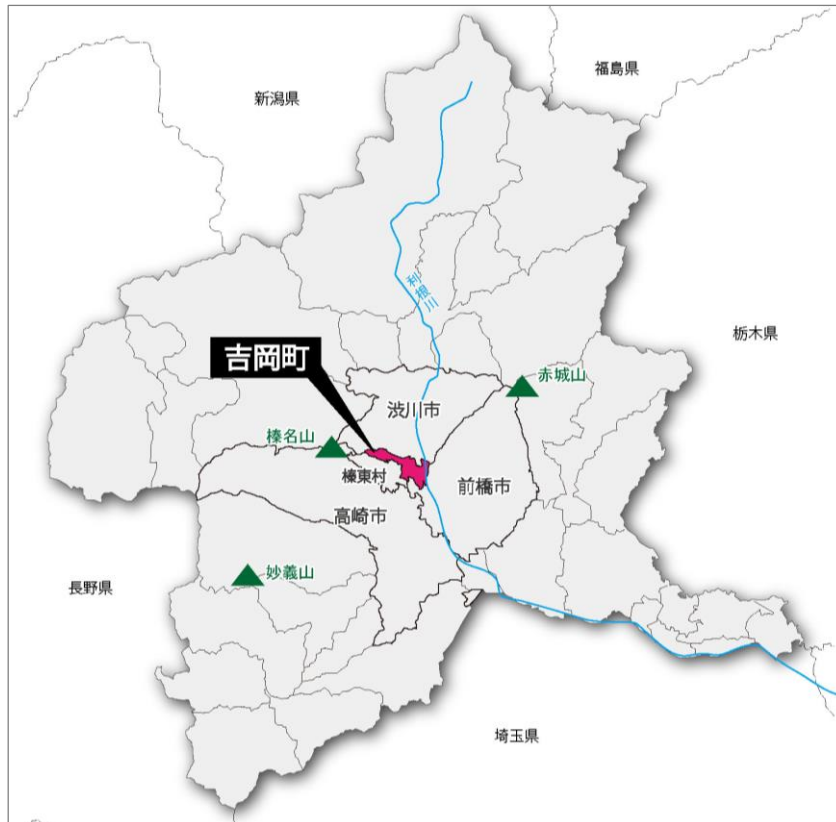 福島県
新潟県
利根川
栃木県
吉岡町
赤城山
渋川市
榛名山
榛東村
前橋市
高崎市
妙義山
長野県
埼玉県